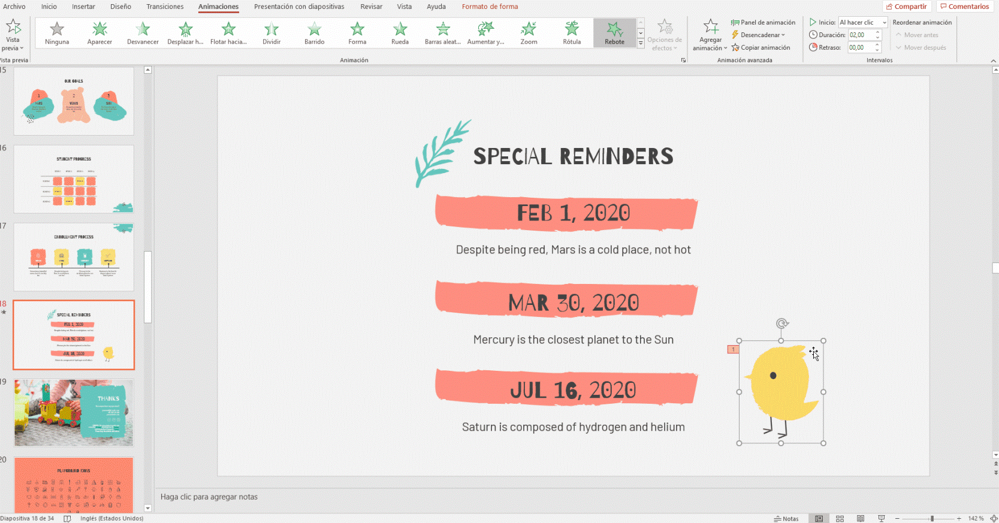 Archivo Inicio Insertar Diseño Transiciones Animaciones Presentación con diapositivas Revisar Vista Ayuda Formato de forma Compartir Comentarios
Vista previa
Ninguna Aparecer Desvanecer Desplazar h... Flotar hacia... Dividir Barrido Forma Rueda Barras aleat... Aumentar y... Zoom Rótula Rebote
Opciones de efectos
Agregar animación
Panel de animación
Desencadenar
Copiar animación
Inicio: Al hacer clic
Duración: 02,00
Retraso: 00,00
Reordenar animación
Mover antes
Mover después
Vista previa Animación Animación avanzada Intervalos
15
OUR GOALS
1 2 3
MARS VENUS
16
STUDENT PROGRESS
17
ENROLLMENT PROCESS
18
SPECIAL REMINDERS
FEB 1, 2020
MAR 30, 2020
JUL 16, 2020
19
THANKS
20
PLAYGROUND ICONS
SPECIAL REMINDERS
FEB 1, 2020
Despite being red, Mars is a cold place, not hot
MAR 30, 2020
Mercury is the closest planet to the Sun
1
JUL 16, 2020
Saturn is composed of hydrogen and helium
Haga clic para agregar notas
Diapositiva 18 de 34 Inglés (Estados Unidos) Notas 142 %